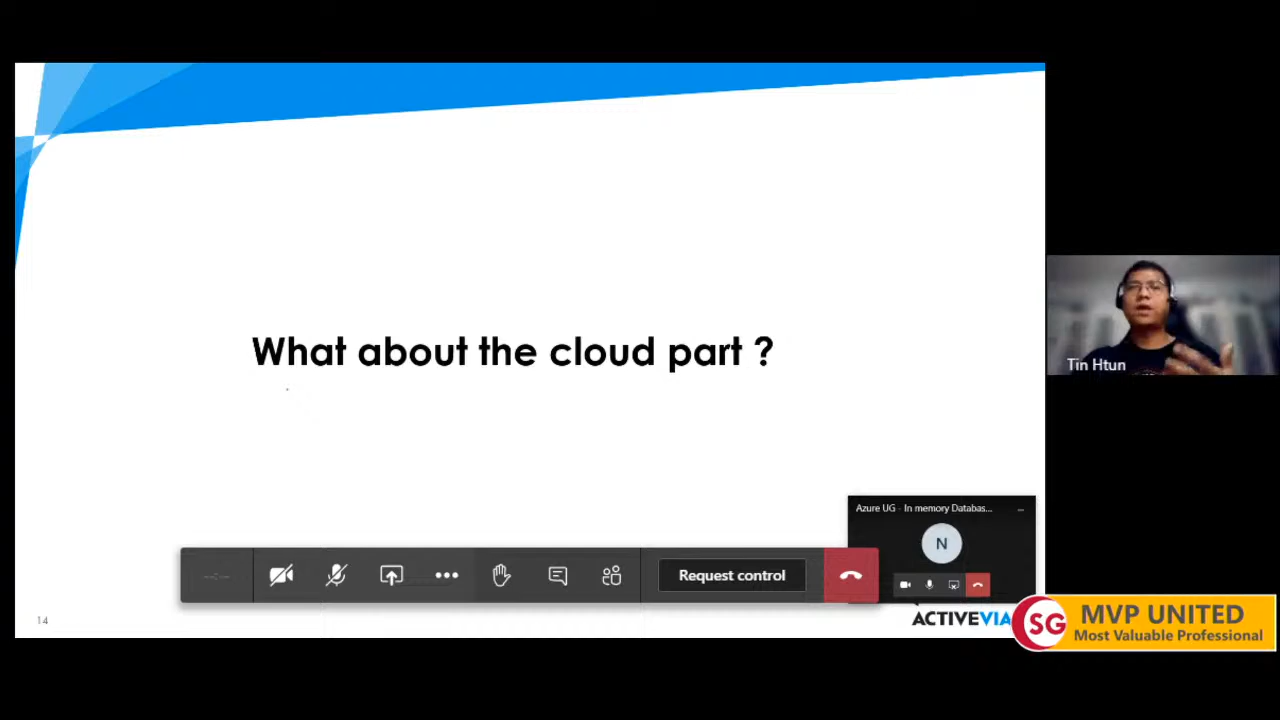 What about the cloud part ?
Tin Htun
Azure UG - In memory Databas...
N
Request control
14
ACTIVEVIA
SG
MVP UNITED
Most Valuable Professional